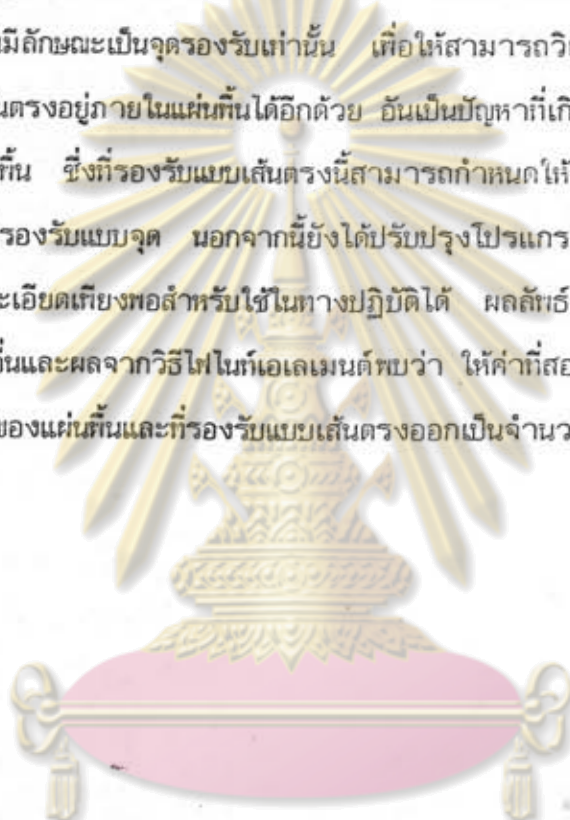 มีลักษณะเป็นจุดรองรับเท่านั้น เพื่อให้สามารถวิ
นตรงอยู่ภายในแผ่นพื้นได้อีกด้วย อันเป็นปัญหาที่เกิ
พื้น ซึ่งที่รองรับแบบเส้นตรงนี้สามารถกำหนดให้
รองรับแบบจุด นอกจากนี้ยังได้ปรับปรุงโปรแกร
ะเอียดเพียงพอสำหรับใช้ในทางปฏิบัติได้ ผลลัพธ์
ื่นและผลจากวิธีไฟไนท์เอเลเมนต์พบว่า ให้ค่าที่สอ
ของแผ่นพื้นและที่รองรับแบบเส้นตรงออกเป็นจำนว